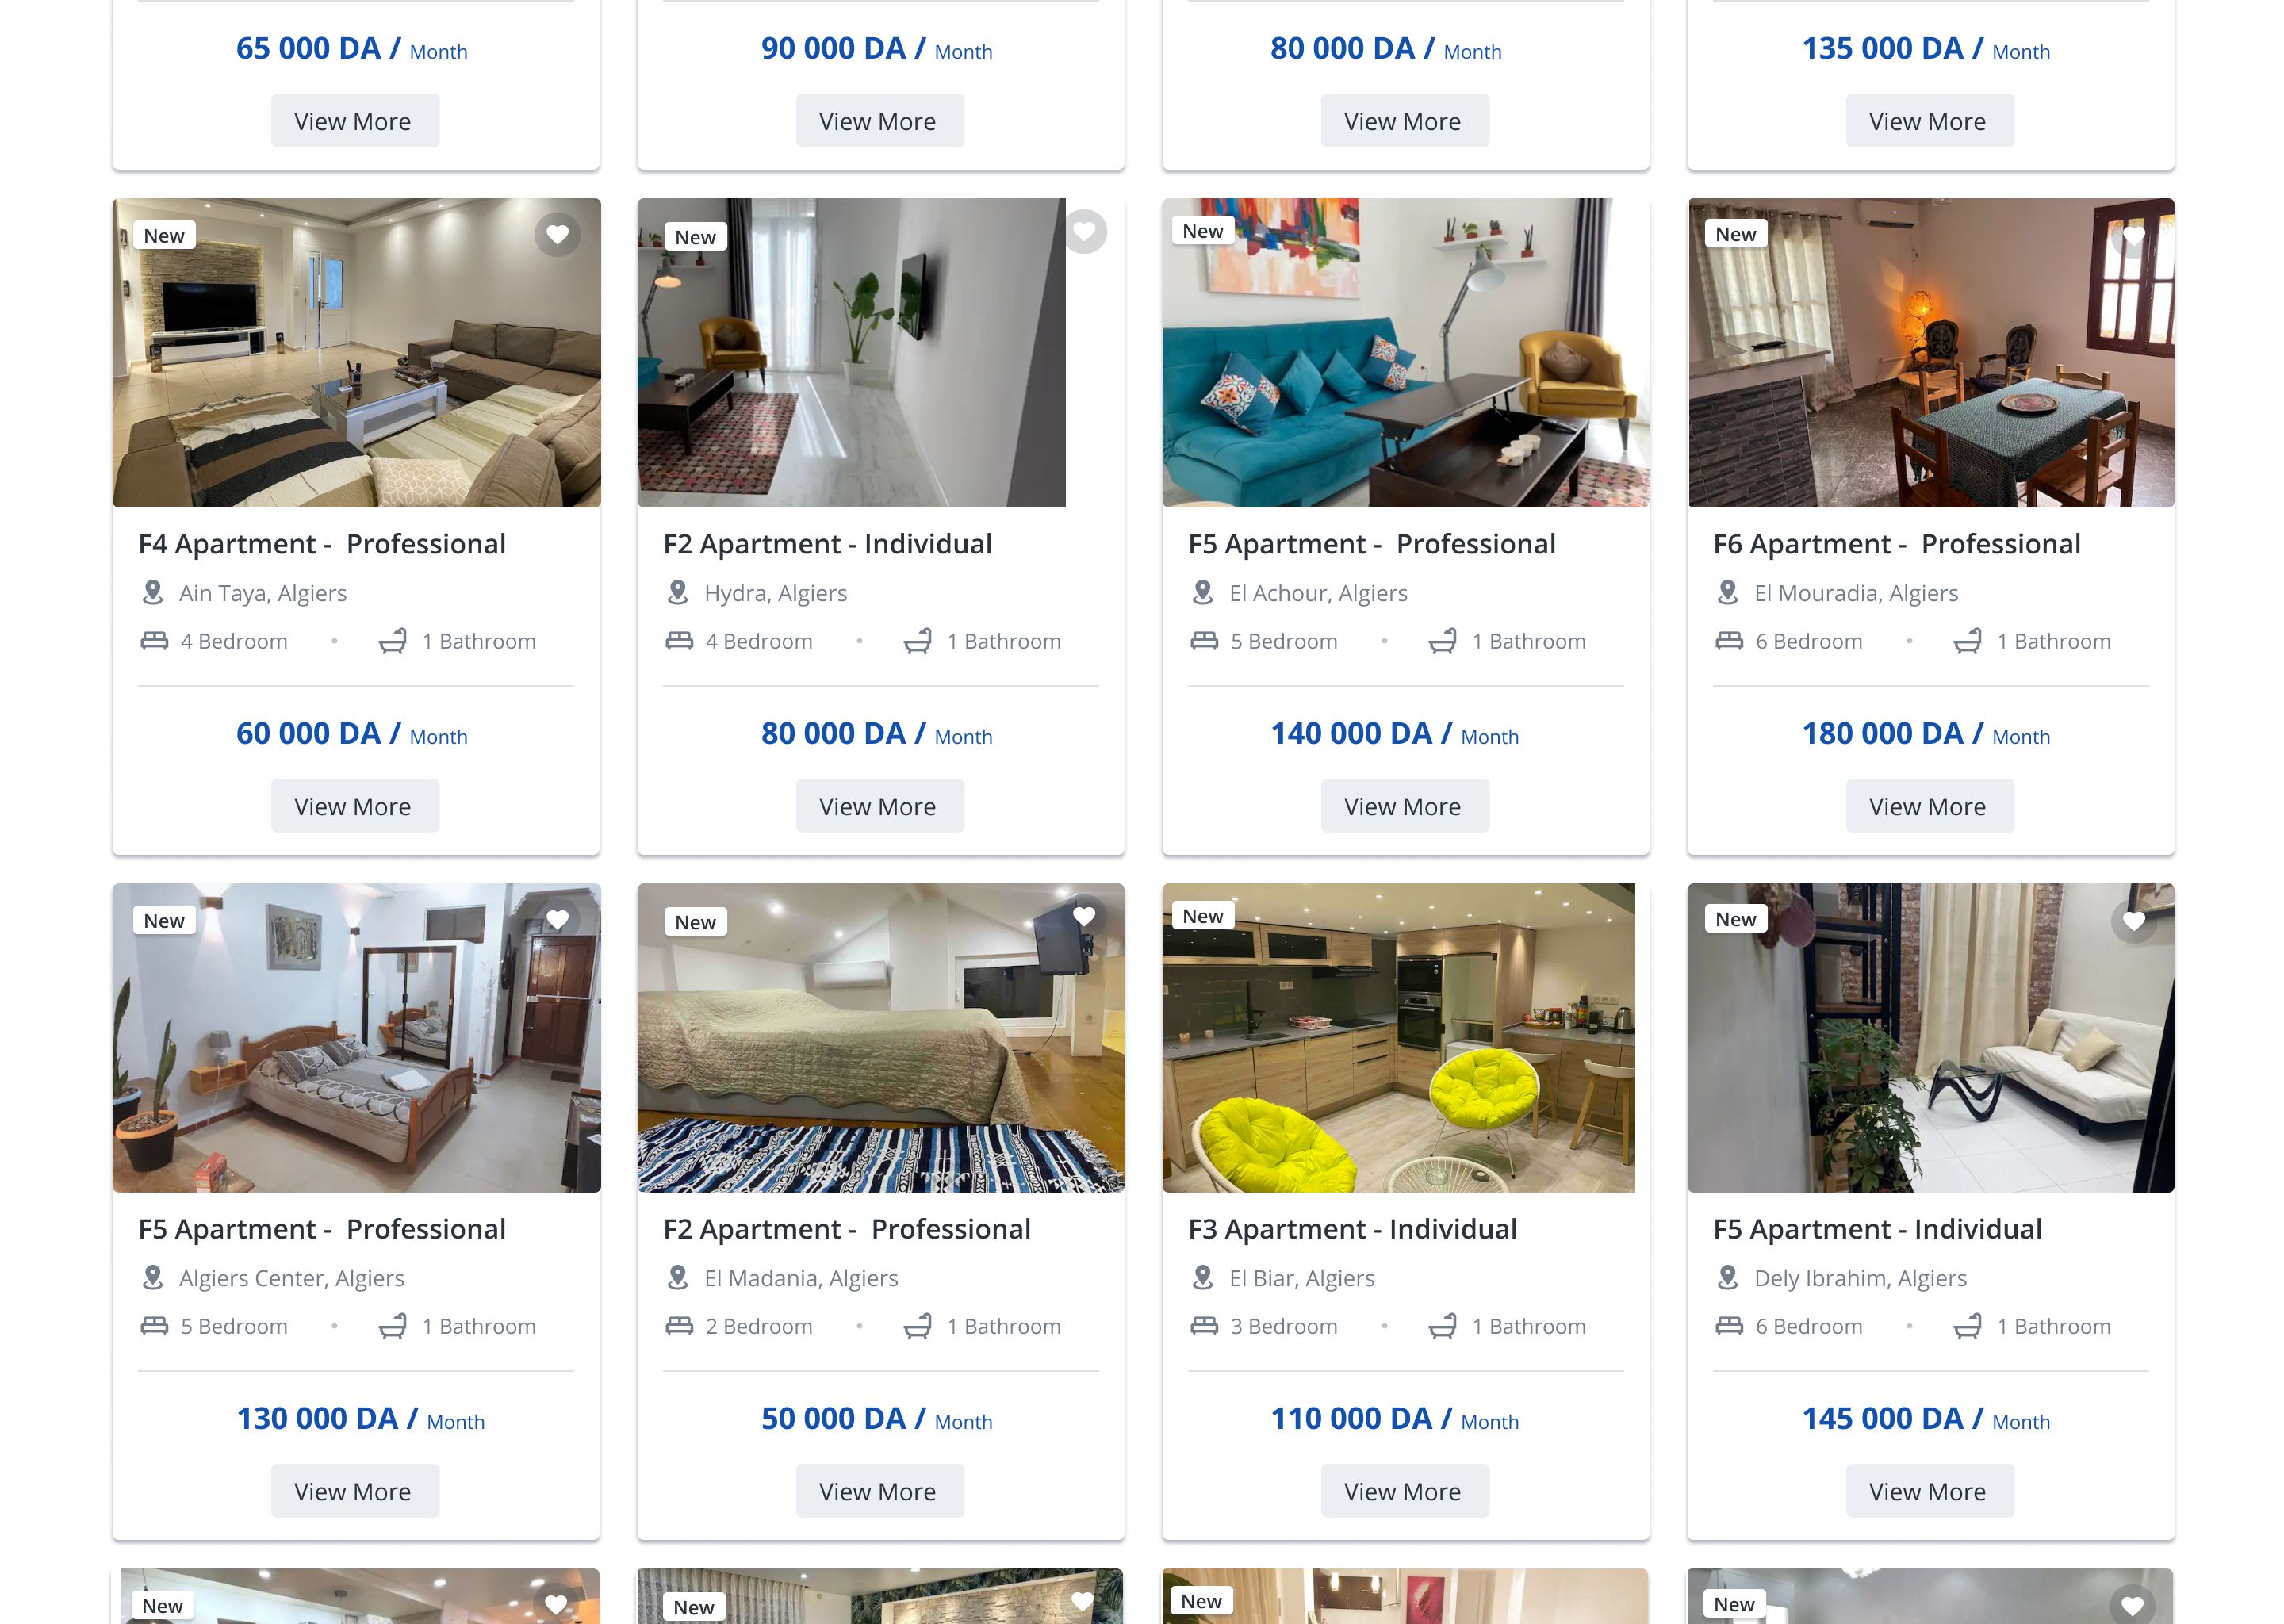 65 000 DA / Month
90 000 DA / Month
80 000 DA / Month
135 000 DA / Month
View More
View More
View More
View More
New
New
New
New
F4 Apartment -  Professional
Ain Taya, Algiers
4 Bedroom • 1 Bathroom
60 000 DA / Month
View More
F2 Apartment - Individual
Hydra, Algiers
4 Bedroom • 1 Bathroom
80 000 DA / Month
View More
F5 Apartment -  Professional
El Achour, Algiers
5 Bedroom • 1 Bathroom
140 000 DA / Month
View More
F6 Apartment -  Professional
El Mouradia, Algiers
6 Bedroom • 1 Bathroom
180 000 DA / Month
View More
New
New
New
New
F5 Apartment -  Professional
Algiers Center, Algiers
5 Bedroom • 1 Bathroom
130 000 DA / Month
View More
F2 Apartment -  Professional
El Madania, Algiers
2 Bedroom • 1 Bathroom
50 000 DA / Month
View More
F3 Apartment - Individual
El Biar, Algiers
3 Bedroom • 1 Bathroom
110 000 DA / Month
View More
F5 Apartment - Individual
Dely Ibrahim, Algiers
6 Bedroom • 1 Bathroom
145 000 DA / Month
View More
New
New
New
New